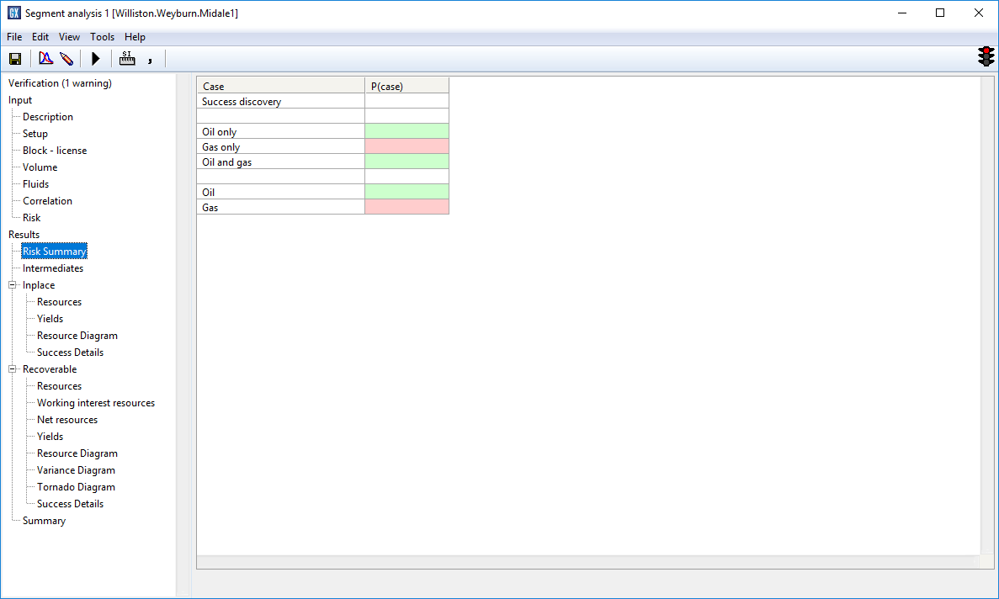 GX Segment analysis 1 [Williston.Weyburn.Midale1]
File Edit View Tools Help
SI ,
Verification (1 warning)
Input
Description
Setup
Block - license
Volume
Fluids
Correlation
Risk
Results
Risk Summary
Intermediates
Inplace
Resources
Yields
Resource Diagram
Success Details
Recoverable
Resources
Working interest resources
Net resources
Yields
Resource Diagram
Variance Diagram
Tornado Diagram
Success Details
Summary
Case P(case)
Success discovery
Oil only
Gas only
Oil and gas
Oil
Gas